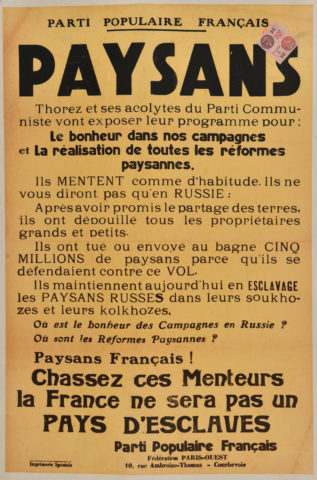 PARTI POPULAIRE FRANÇAIS
PAYSANS
Thorez et ses acolytes du Parti Commu-
niste vont exposer leur programme pour :
Le bonheur dans nos campagnes
et La réalisation de toutes les réformes
paysannes.
Ils MENTENT comme d'habitude. Ils ne
vous diront pas qu'en RUSSIE :
Après avoir promis le partage des terres,
ils ont dépouillé tous les propriétaires
grands et petits.
Ils ont tué ou envoyé au bagne CINQ
MILLIONS de paysans parce qu'ils se
défendaient contre ce VOL.
Ils maintiennent aujourd'hui en ESCLAVAGE
les PAYSANS RUSSES dans leurs soukho-
zes et leurs kolkhozes.
Où est le bonheur des Campagnes en Russie ?
Où sont les Réformes Paysannes ?
Paysans Français !
Chassez ces Menteurs
la France ne sera pas un
PAYS D'ESCLAVES
Parti Populaire Français
Fédération PARIS-OUEST
10, rue Ambroise-Thomas - Courbevoie
Imprimerie Spéciale